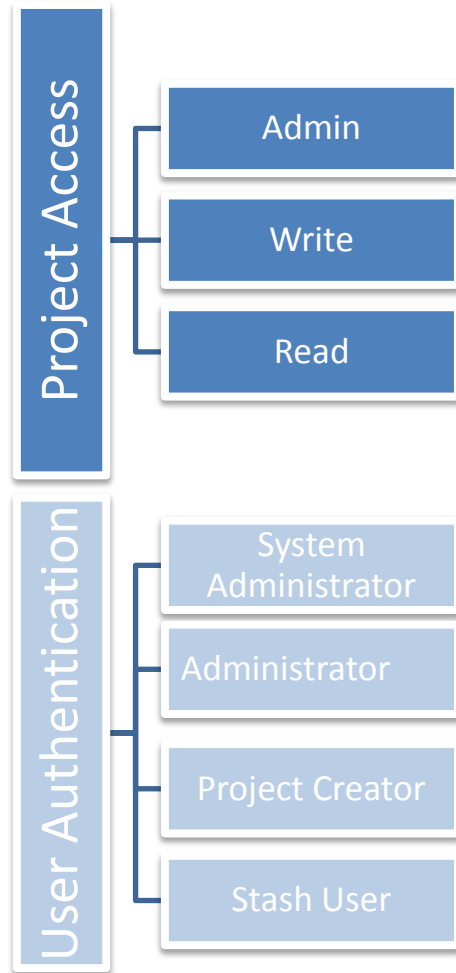 Project Access
Admin
Write
Read
User Authentication
System
Administrator
Administrator
Project Creator
Stash User